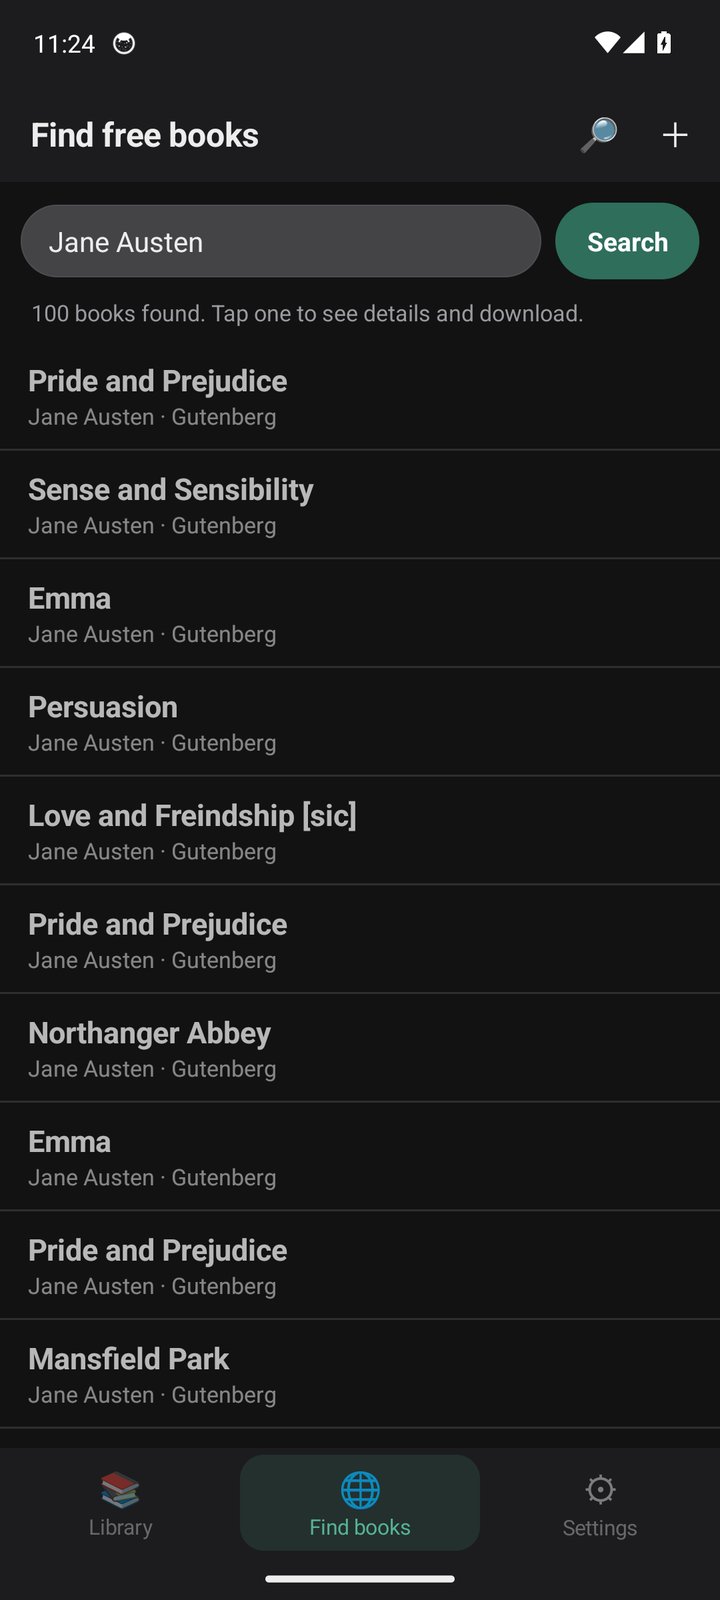 11:24
Find free books
Jane Austen
Search
100 books found. Tap one to see details and download.
Pride and Prejudice
Jane Austen · Gutenberg
Sense and Sensibility
Jane Austen · Gutenberg
Emma
Jane Austen · Gutenberg
Persuasion
Jane Austen · Gutenberg
Love and Freindship [sic]
Jane Austen · Gutenberg
Pride and Prejudice
Jane Austen · Gutenberg
Northanger Abbey
Jane Austen · Gutenberg
Emma
Jane Austen · Gutenberg
Pride and Prejudice
Jane Austen · Gutenberg
Mansfield Park
Jane Austen · Gutenberg
Library
Find books
Settings